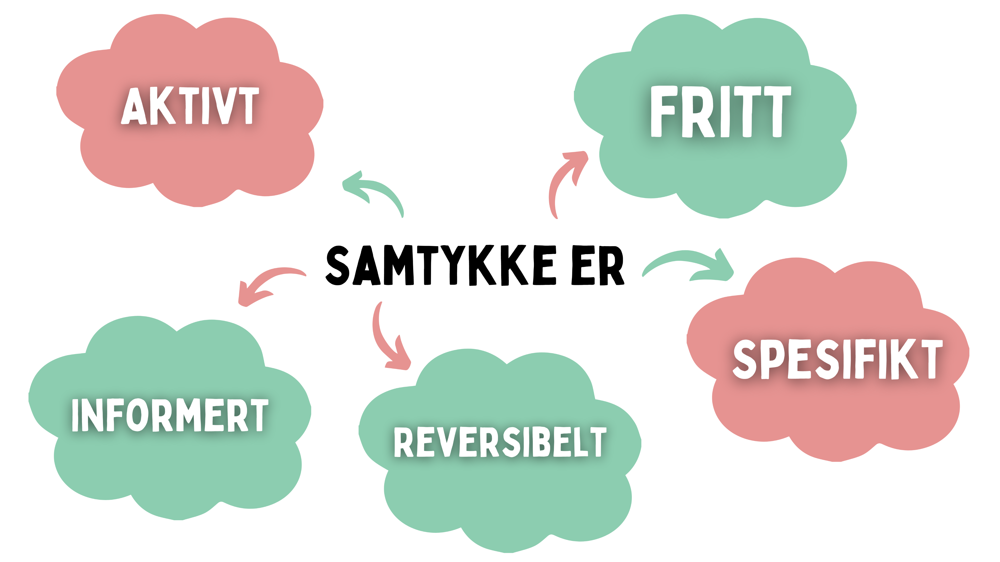 AKTIVT
FRITT
SAMTYKKE ER
SPESIFIKT
INFORMERT
REVERSIBELT